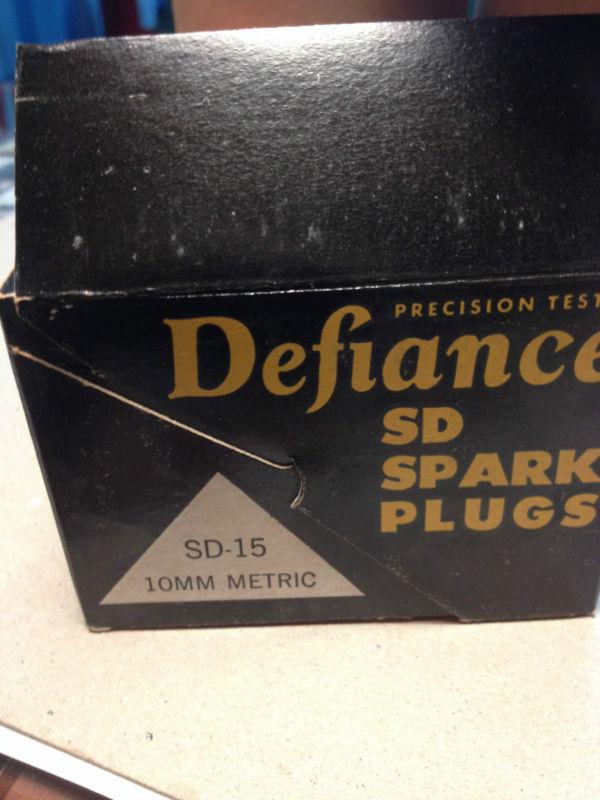 PRECISION TEST
Defiance
SD
SPARK
PLUGS
SD-15
10MM METRIC